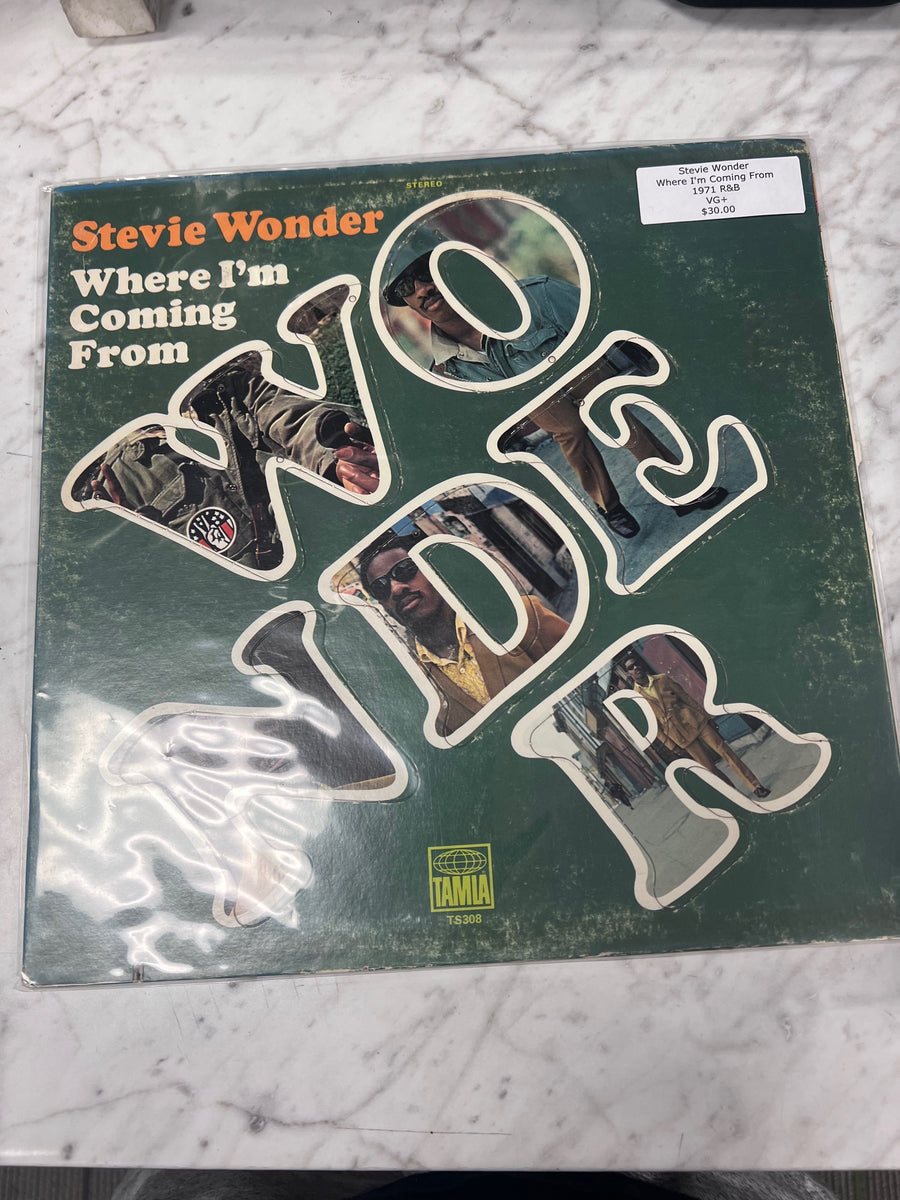 STEREO
Stevie Wonder
Where I'm Coming From
1971 R&B
VG+
$30.00
Stevie Wonder
Where I'm
Coming
From
WONDER
TAMLA
TS308